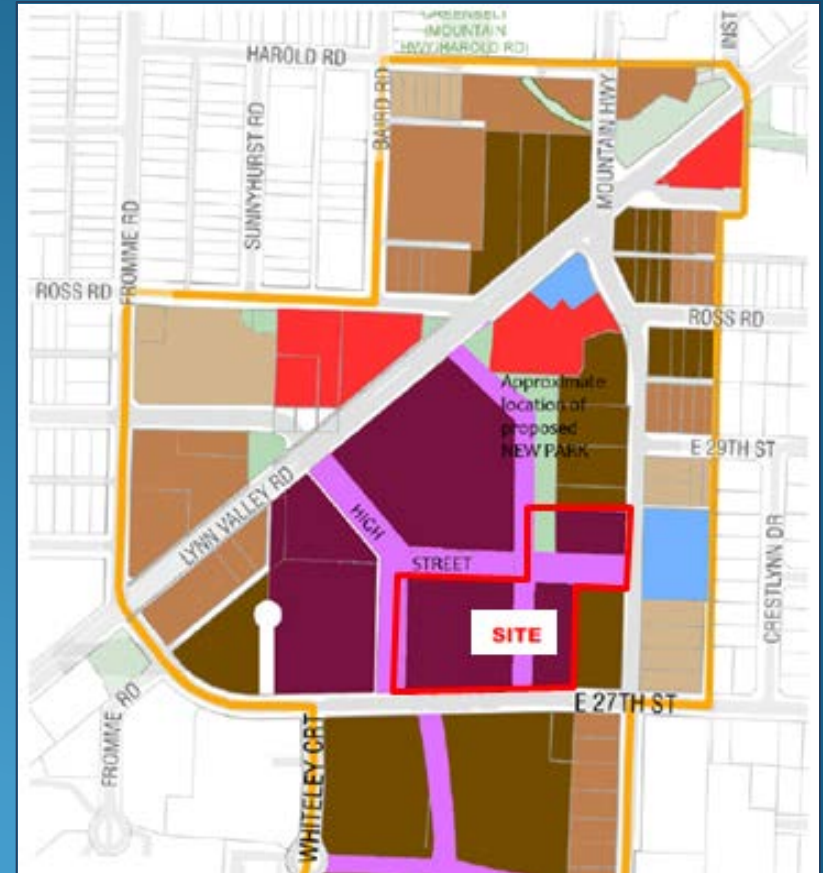 GREENBELT
(MOUNTAIN
HWY/HAROLD RD)
INST
HAROLD RD
BAIRD RD
SUNNYHURST RD
MOUNTAIN HWY
FROMME RD
ROSS RD
ROSS RD
Approximate
location of
proposed
NEW PARK
E 29TH ST
LYNN VALLEY RD
HIGH
STREET
CRESTLYNN DR
SITE
E 27TH ST
FROMME RD
WHITELEY CRT